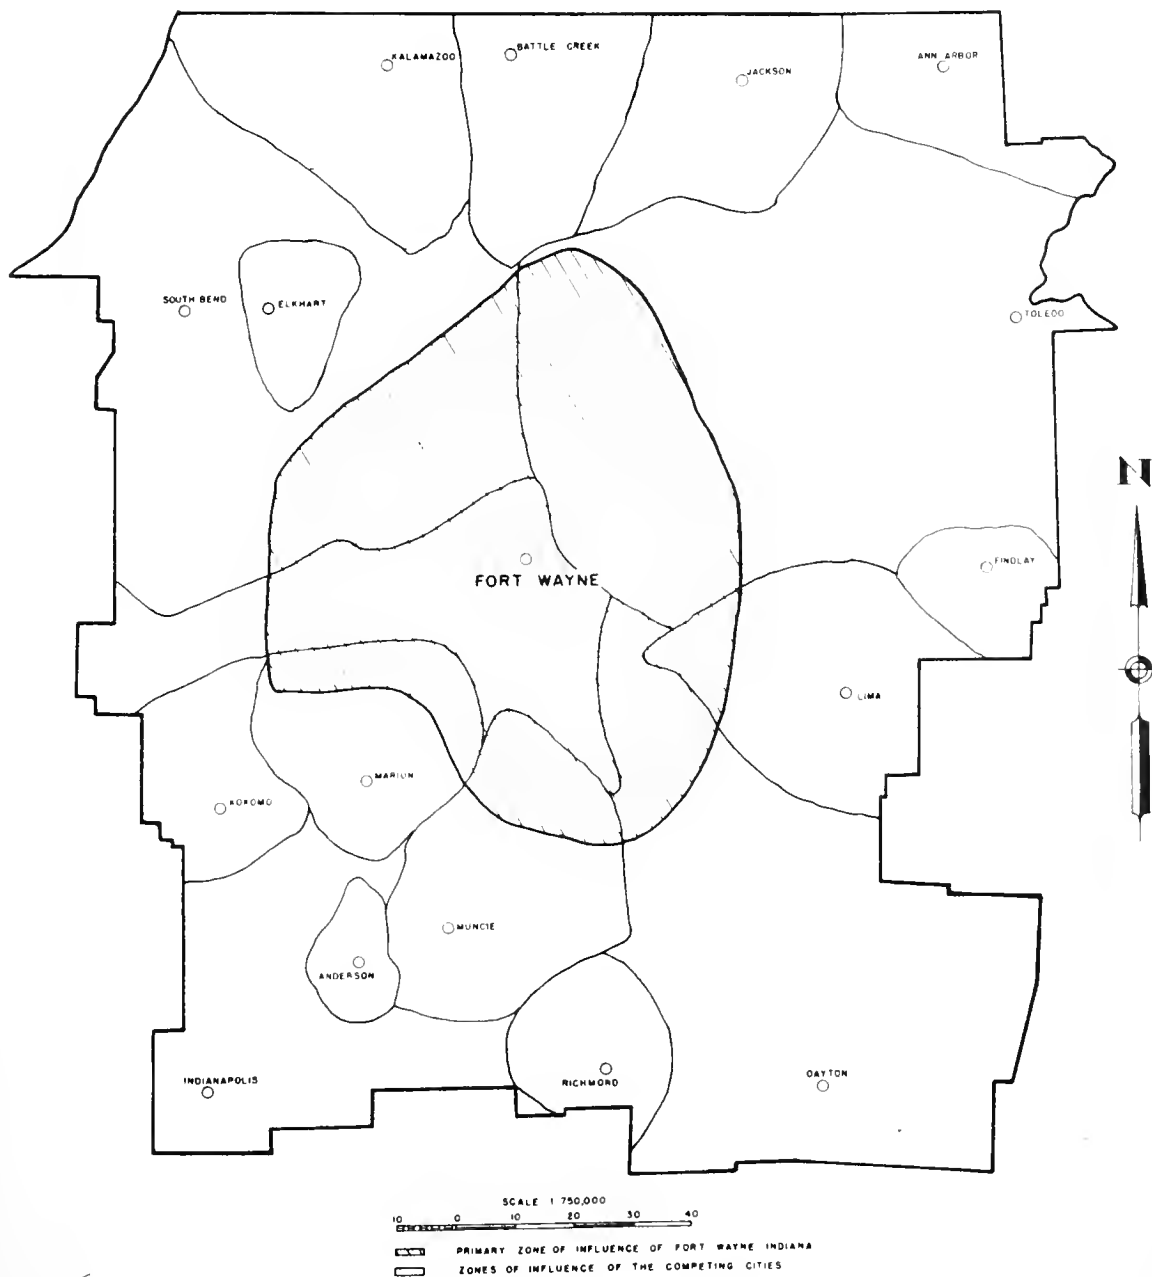 KALAMAZOO
BATTLE CREEK
JACKSON
ANN ARBOR
SOUTH BEND
ELKHART
TOLEDO
N
FORT WAYNE
FINDLAY
LIMA
MARION
KOKOMO
MUNCIE
ANDERSON
INDIANAPOLIS
RICHMOND
DAYTON
SCALE 1 750,000
10 0 10 20 30 40
PRIMARY ZONE OF INFLUENCE OF FORT WAYNE INDIANA
ZONES OF INFLUENCE OF THE COMPETING CITIES